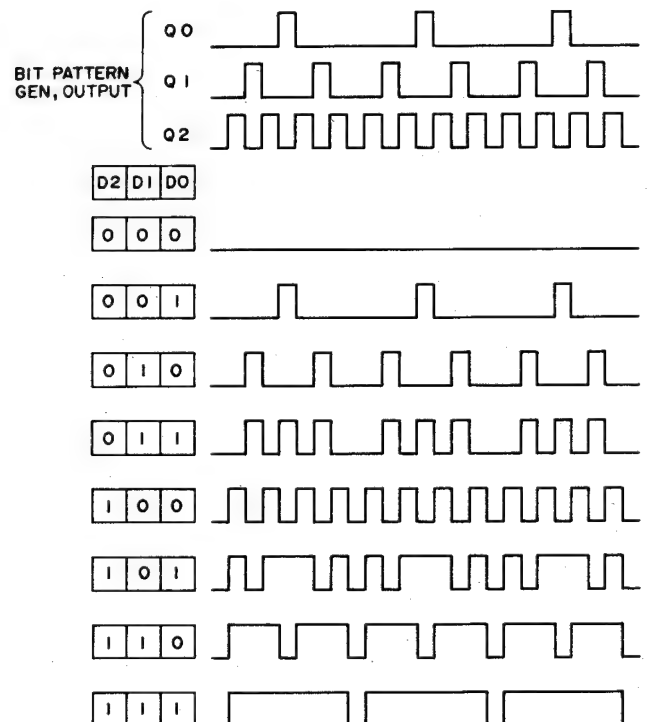 Q0
BIT PATTERN
GEN, OUTPUT
Q1
Q2
D2 D1 D0
0 0 0
0 0 1
0 1 0
0 1 1
1 0 0
1 0 1
1 1 0
1 1 1